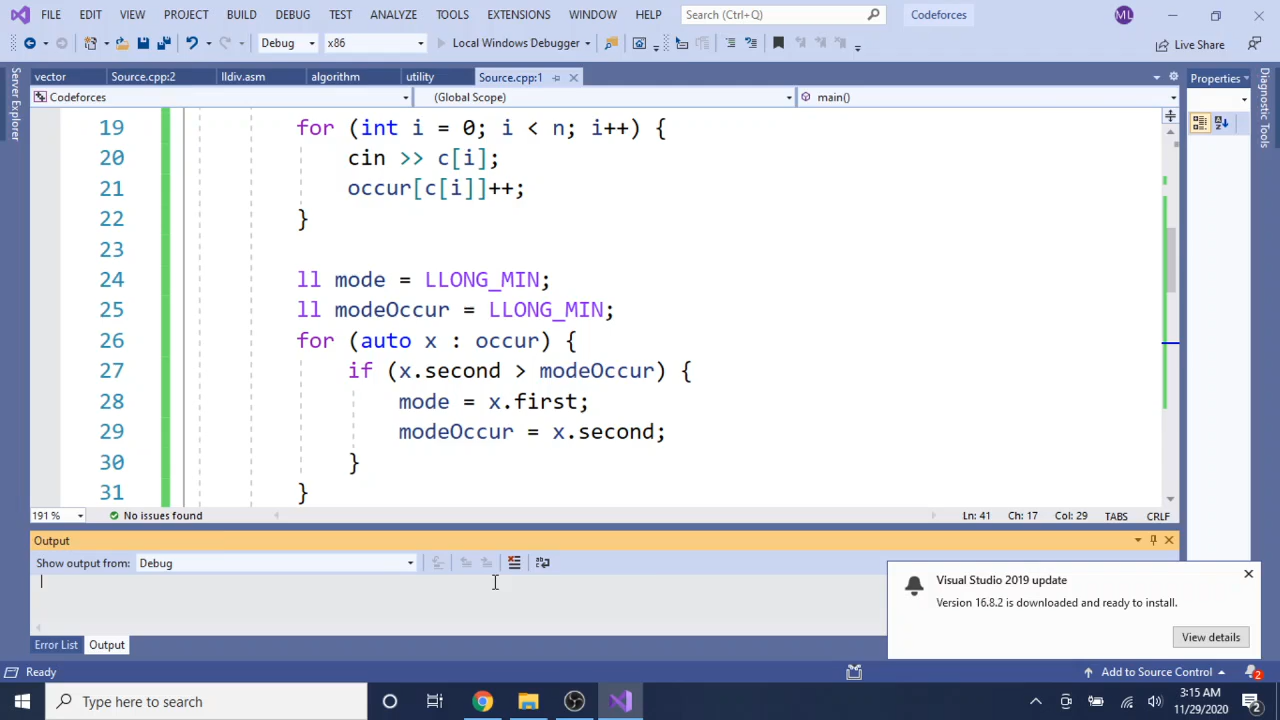 FILE EDIT VIEW PROJECT BUILD DEBUG TEST ANALYZE TOOLS EXTENSIONS WINDOW HELP Search (Ctrl+Q) Codeforces ML
Debug x86 Local Windows Debugger Live Share
vector Source.cpp:2 lldiv.asm algorithm utility Source.cpp:1 Properties
Codeforces (Global Scope) main()
Server Explorer
Diagnostic Tools
19 for (int i = 0; i < n; i++) {
20 cin >> c[i];
21 occur[c[i]]++;
22 }
23
24 ll mode = LLONG_MIN;
25 ll modeOccur = LLONG_MIN;
26 for (auto x : occur) {
27 if (x.second > modeOccur) {
28 mode = x.first;
29 modeOccur = x.second;
30 }
31 }
191 % No issues found Ln: 41 Ch: 17 Col: 29 TABS CRLF
Output
Show output from: Debug
Visual Studio 2019 update
Version 16.8.2 is downloaded and ready to install.
View details
Error List Output
Ready Add to Source Control 2
Type here to search
3:15 AM
11/29/2020
2